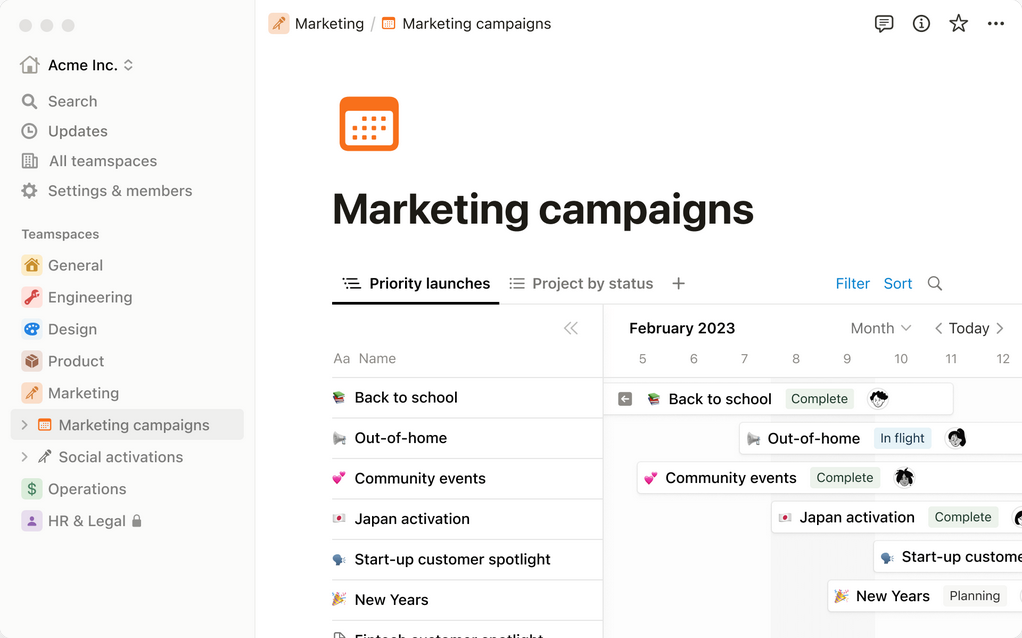 Marketing / Marketing campaigns
Acme Inc.
Search
Updates
All teamspaces
Settings & members
Teamspaces
General
Engineering
Design
Product
Marketing
Marketing campaigns
Social activations
Operations
HR & Legal
Marketing campaigns
Priority launches Project by status + Filter Sort
February 2023 Month Today
Aa Name 5 6 7 8 9 10 11 12
Back to school Back to school Complete
Out-of-home Out-of-home In flight
Community events Community events Complete
Japan activation Japan activation Complete
Start-up customer spotlight Start-up custome
New Years New Years Planning
Fintech customer spotlight